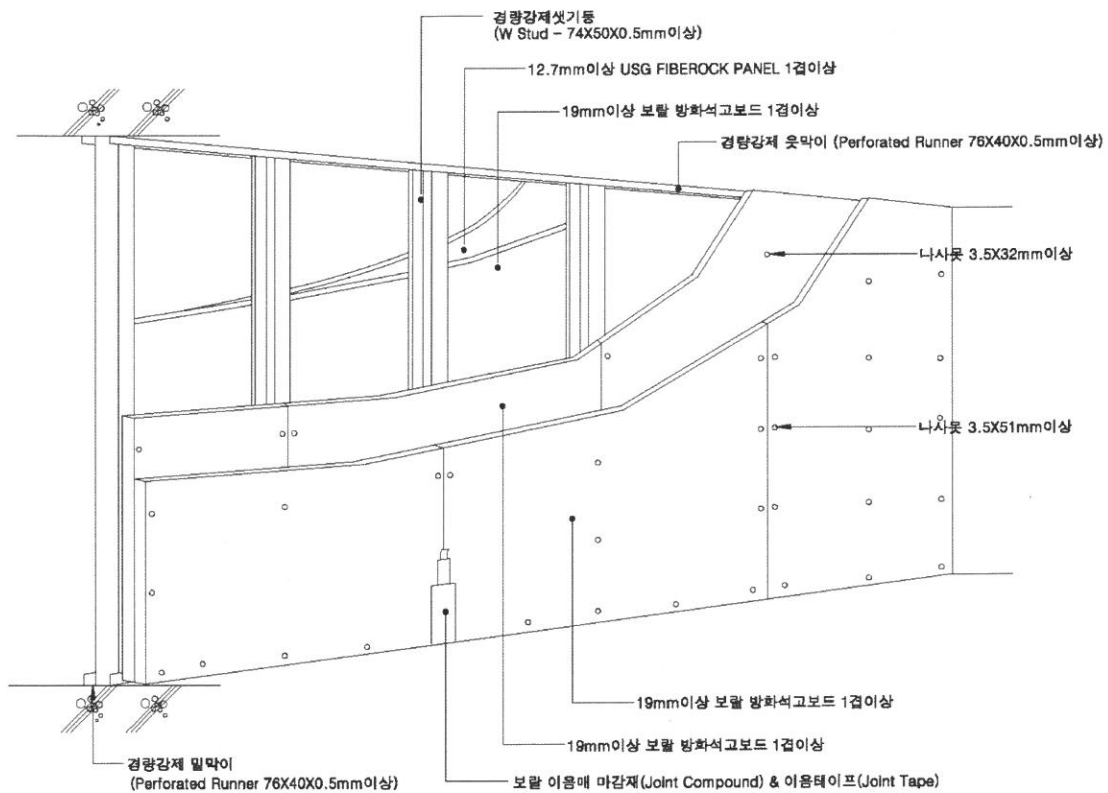 경량강제샛기둥
(W Stud - 74X50X0.5mm이상)
12.7mm이상 USG FIBEROCK PANEL 1겹이상
19mm이상 보랄 방화석고보드 1겹이상
경량강제 윳막이 (Perforated Runner 76X40X0.5mm이상)
나사못 3.5X32mm이상
나사못 3.5X51mm이상
19mm이상 보랄 방화석고보드 1겹이상
19mm이상 보랄 방화석고보드 1겹이상
경량강제 밑막이
(Perforated Runner 76X40X0.5mm이상)
보랄 이음매 마감재(Joint Compound) & 이음테이프(Joint Tape)